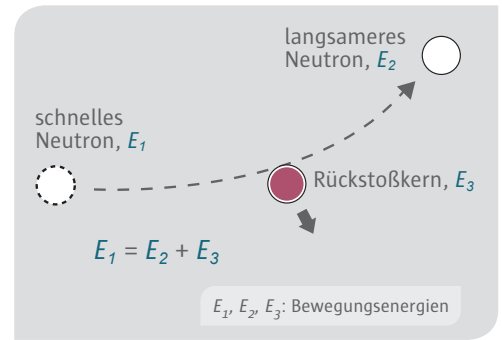 langsameres
Neutron, E₂
schnelles
Neutron, E₁
Rückstoßkern, E₃
E₁ = E₂ + E₃
E₁, E₂, E₃: Bewegungsenergien